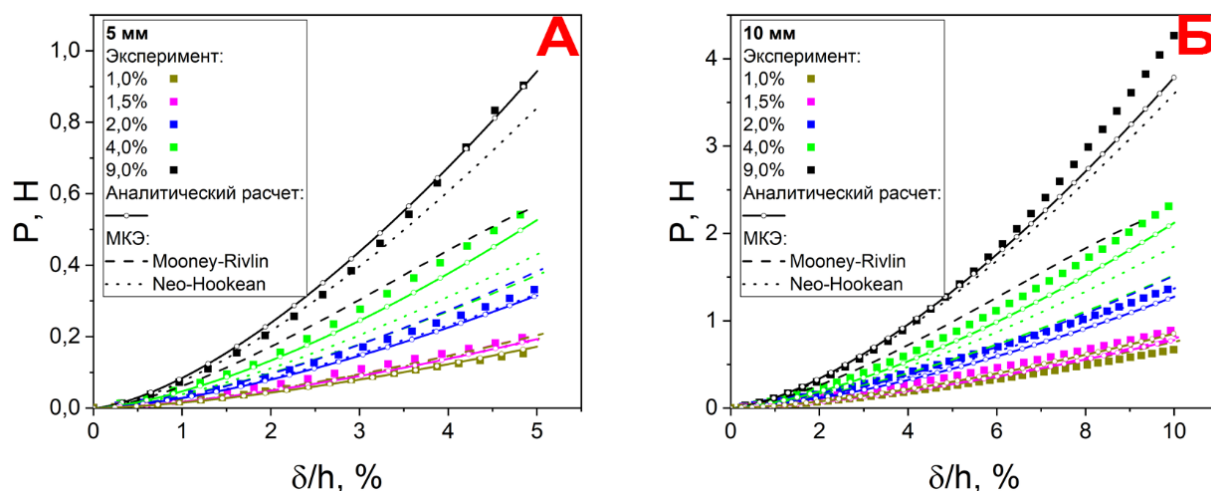 А
5 мм
Эксперимент:
1,0%
1,5%
2,0%
4,0%
9,0%
Аналитический расчет:
МКЭ:
Mooney-Rivlin
Neo-Hookean
1,0
0,8
0,6
0,4
0,2
0,0
0
1
2
3
4
5
P, Н
δ/h, %
Б
10 мм
Эксперимент:
1,0%
1,5%
2,0%
4,0%
9,0%
Аналитический расчет:
МКЭ:
Mooney-Rivlin
Neo-Hookean
4
2
0
0
2
4
6
8
10
P, Н
δ/h, %